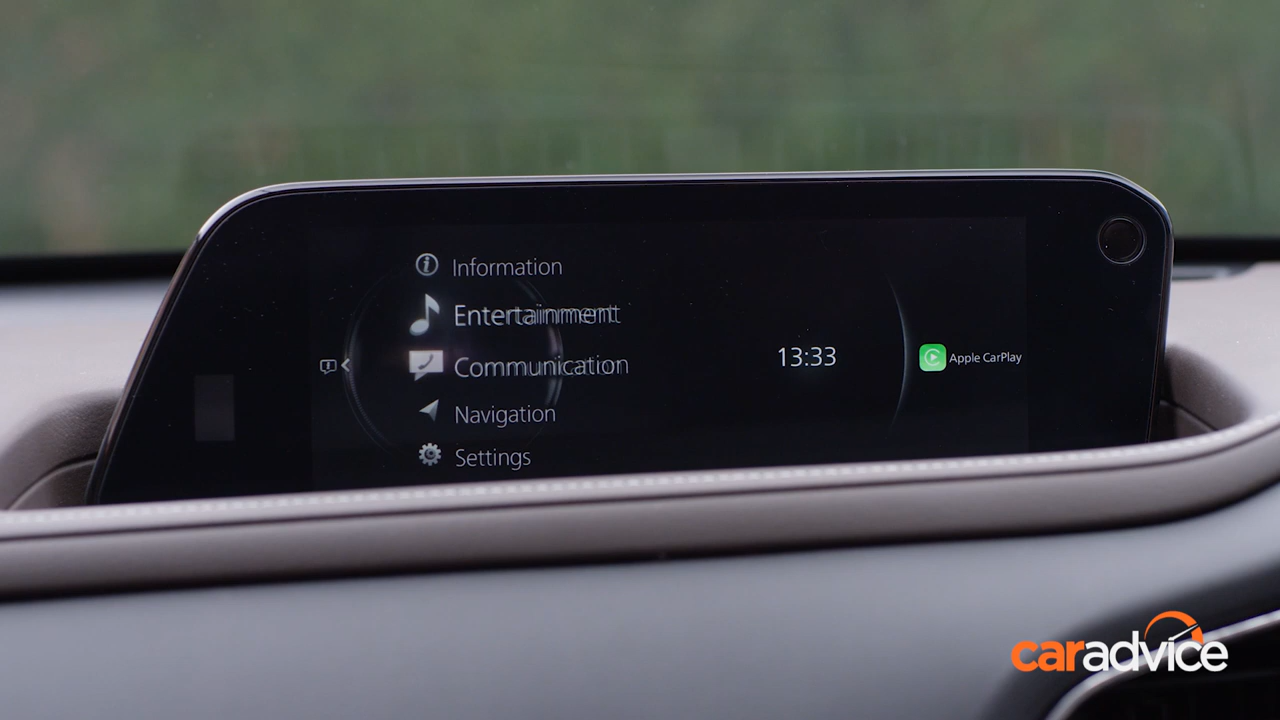 Information
Entertainment
Communication
Navigation
Settings
13:33
Apple CarPlay
caradvice